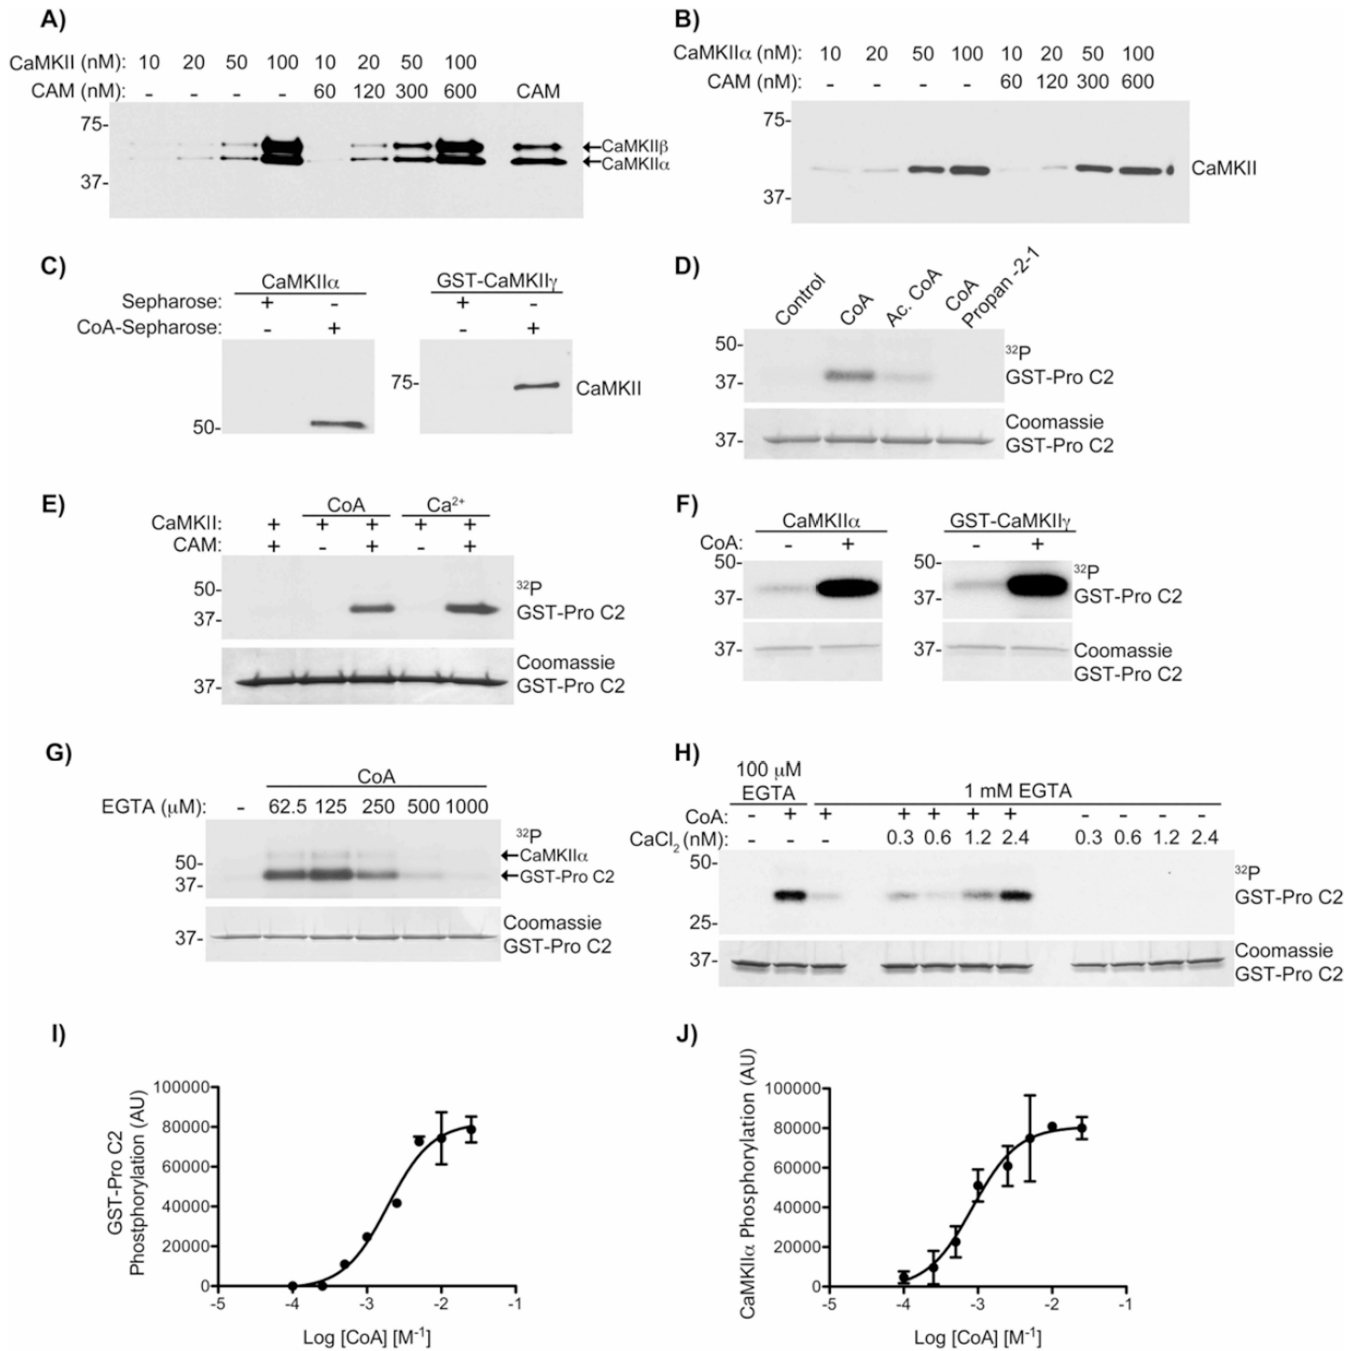 A)
CaMKII (nM): 10 20 50 100 10 20 50 100
CAM (nM): - - - - 60 120 300 600 CAM
75-
CaMKIIβ
CaMKIIα
37-
B)
CaMKIIα (nM): 10 20 50 100 10 20 50 100
CAM (nM): - - - - 60 120 300 600
75-
CaMKII
37-
C)
CaMKIIα GST-CaMKIIγ
Sepharose: + - + -
CoA-Sepharose: - + - +
75-
CaMKII
50-
D)
Control
CoA
Ac. CoA
CoA
Propan -2-1
50-
32P
37-
GST-Pro C2
Coomassie
37-
GST-Pro C2
E)
CoA Ca2+
CaMKII: + + + + +
CAM: + - + - +
50-
32P
37-
GST-Pro C2
Coomassie
37-
GST-Pro C2
F)
CaMKIIα GST-CaMKIIγ
CoA: - + - +
50- 50-
32P
37- 37-
GST-Pro C2
37- 37-
Coomassie
GST-Pro C2
G)
CoA
EGTA (μM): - 62.5 125 250 500 1000
32P
50-
CaMKIIα
37-
GST-Pro C2
Coomassie
37-
GST-Pro C2
H)
100 μM
EGTA
1 mM EGTA
CoA: - + + + + + + - - - -
CaCl2 (nM): - - - 0.3 0.6 1.2 2.4 0.3 0.6 1.2 2.4
50-
32P
GST-Pro C2
25-
Coomassie
37-
GST-Pro C2
I)
GST-Pro C2
Phostphorylation (AU)
100000
80000
60000
40000
20000
0
-5 -4 -3 -2 -1
Log [CoA] [M-1]
J)
CaMKIIα Phosphorylation (AU)
100000
80000
60000
40000
20000
0
-5 -4 -3 -2 -1
Log [CoA] [M-1]